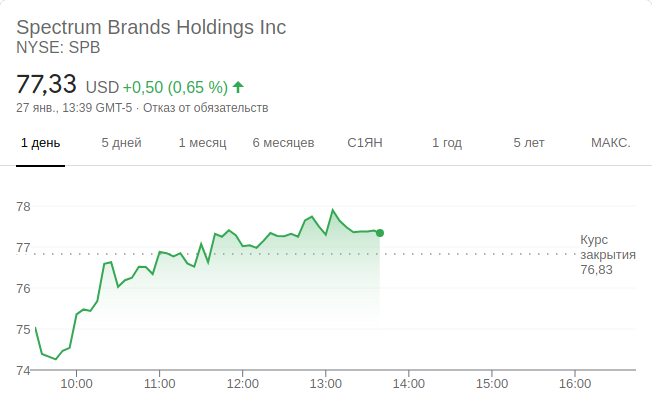 Spectrum Brands Holdings Inc
NYSE: SPB
77,33 USD +0,50 (0,65 %)
27 янв., 13:39 GMT-5 · Отказ от обязательств
1 день 5 дней 1 месяц 6 месяцев С1ЯН 1 год 5 лет МАКС.
78
77
76
75
74
Курс
закрытия
76,83
10:00 11:00 12:00 13:00 14:00 15:00 16:00